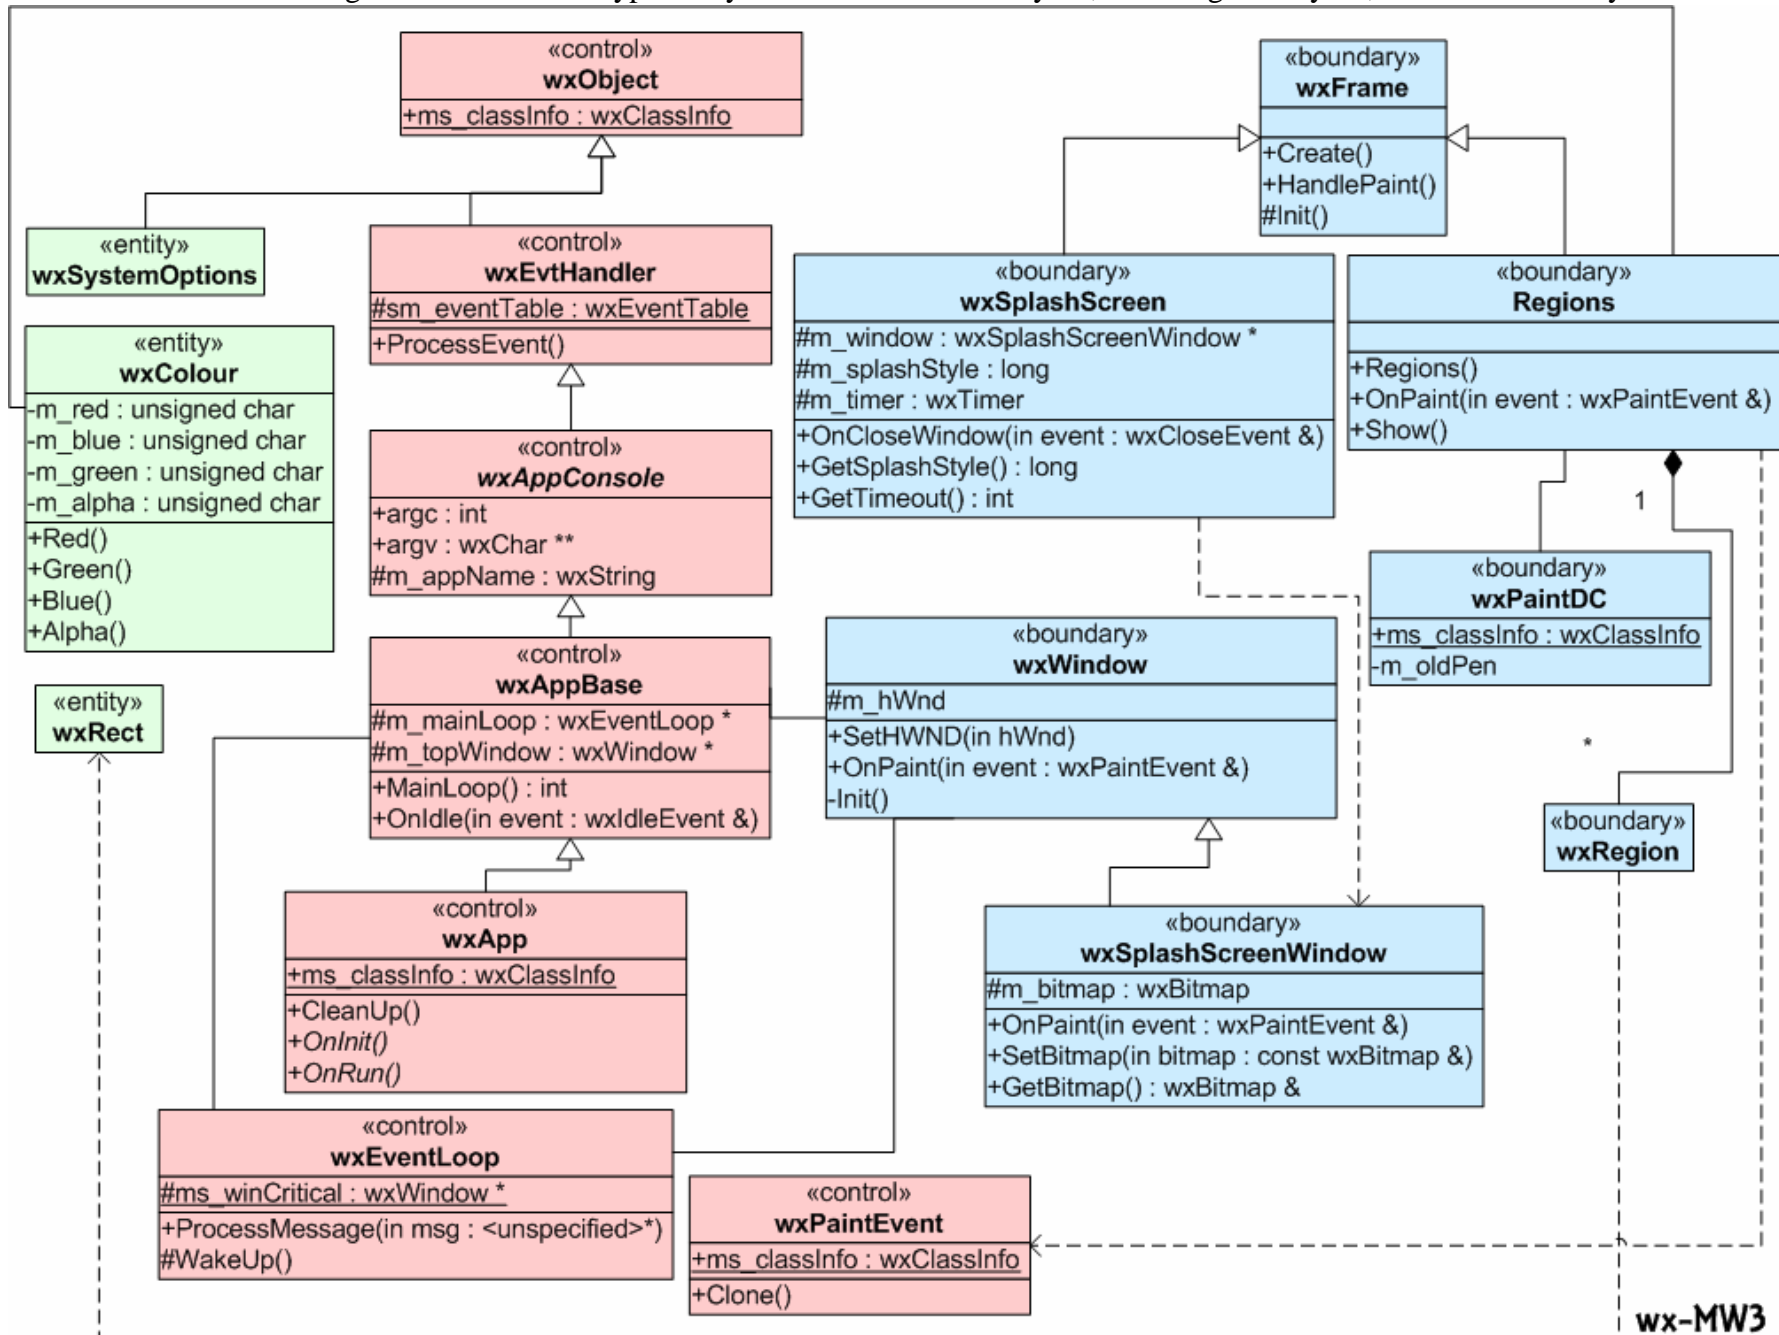 «control»
wxObject
+ms_classInfo : wxClassInfo
«boundary»
wxFrame
+Create()
+HandlePaint()
#Init()
«entity»
wxSystemOptions
«control»
wxEvtHandler
#sm_eventTable : wxEventTable
+ProcessEvent()
«boundary»
wxSplashScreen
#m_window : wxSplashScreenWindow *
#m_splashStyle : long
#m_timer : wxTimer
+OnCloseWindow(in event : wxCloseEvent &)
+GetSplashStyle() : long
+GetTimeout() : int
«boundary»
Regions
+Regions()
+OnPaint(in event : wxPaintEvent &)
+Show()
1
*
«entity»
wxColour
-m_red : unsigned char
-m_blue : unsigned char
-m_green : unsigned char
-m_alpha : unsigned char
+Red()
+Green()
+Blue()
+Alpha()
«control»
wxAppConsole
+argc : int
+argv : wxChar **
#m_appName : wxString
«boundary»
wxPaintDC
+ms_classInfo : wxClassInfo
-m_oldPen
«entity»
wxRect
«control»
wxAppBase
#m_mainLoop : wxEventLoop *
#m_topWindow : wxWindow *
+MainLoop() : int
+OnIdle(in event : wxIdleEvent &)
«boundary»
wxWindow
#m_hWnd
+SetHWND(in hWnd)
+OnPaint(in event : wxPaintEvent &)
-Init()
«boundary»
wxRegion
«control»
wxApp
+ms_classInfo : wxClassInfo
+CleanUp()
+OnInit()
+OnRun()
«boundary»
wxSplashScreenWindow
#m_bitmap : wxBitmap
+OnPaint(in event : wxPaintEvent &)
+SetBitmap(in bitmap : const wxBitmap &)
+GetBitmap() : wxBitmap &
«control»
wxEventLoop
#ms_winCritical : wxWindow *
+ProcessMessage(in msg : <unspecified>*)
#WakeUp()
«control»
wxPaintEvent
+ms_classInfo : wxClassInfo
+Clone()
wx-MW3